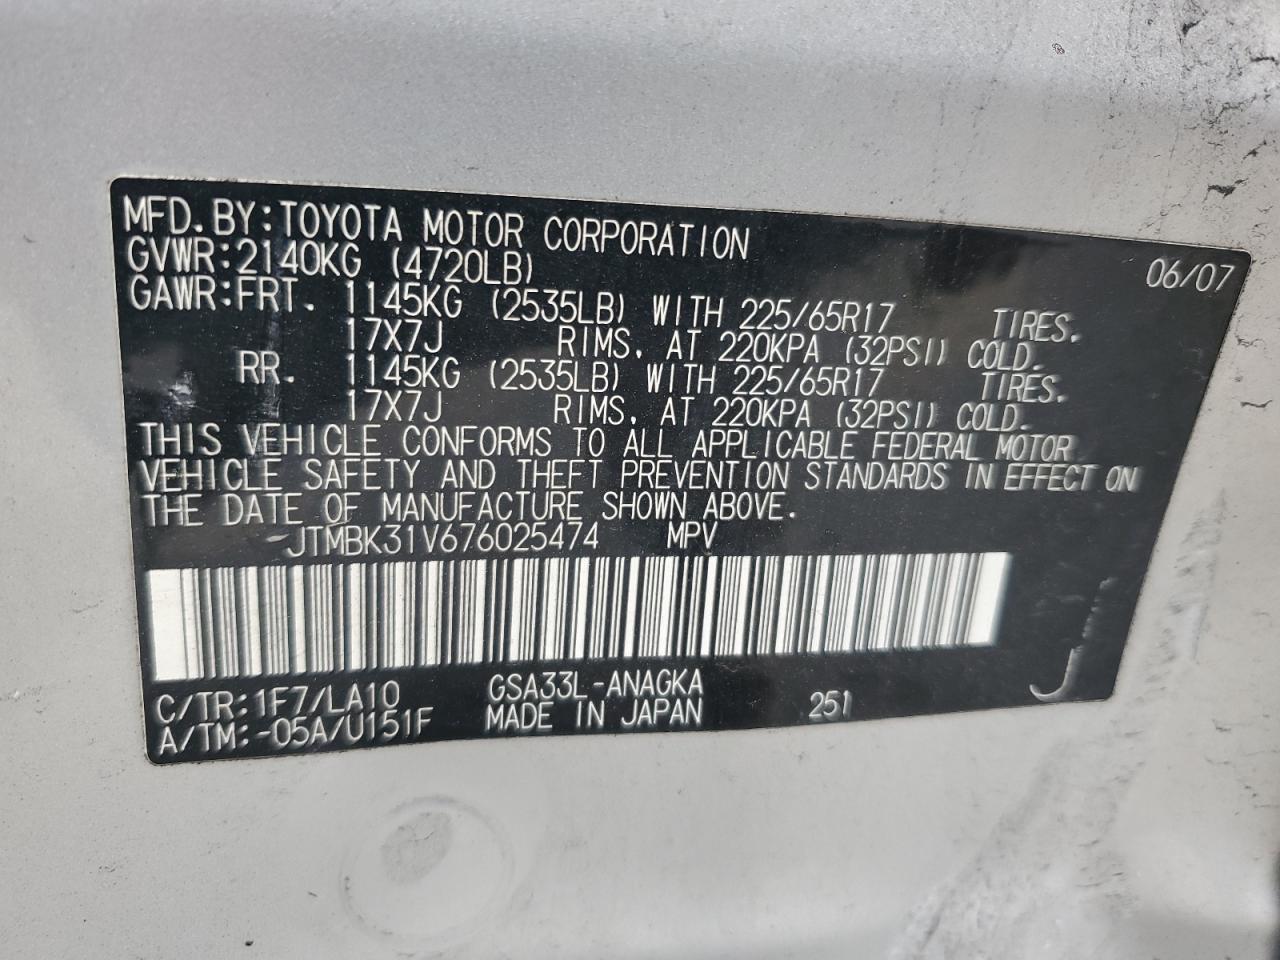 MFD.BY:TOYOTA MOTOR CORPORATION
06/07
GVWR:2140KG (4720LB)
GAWR:FRT. 1145KG (2535LB) WITH 225/65R17 TIRES.
17X7J RIMS, AT 220KPA (32PSI) COLD.
RR. 1145KG (2535LB) WITH 225/65R17 TIRES.
17X7J RIMS, AT 220KPA (32PSI) COLD.
THIS VEHICLE CONFORMS TO ALL APPLICABLE FEDERAL MOTOR
VEHICLE SAFETY AND THEFT PREVENTION STANDARDS IN EFFECT ON
THE DATE OF MANUFACTURE SHOWN ABOVE.
JTMBK31V676025474 MPV
C/TR:1F7/LA10 GSA33L-ANAGKA
A/TM:-05A/U151F MADE IN JAPAN 251
J